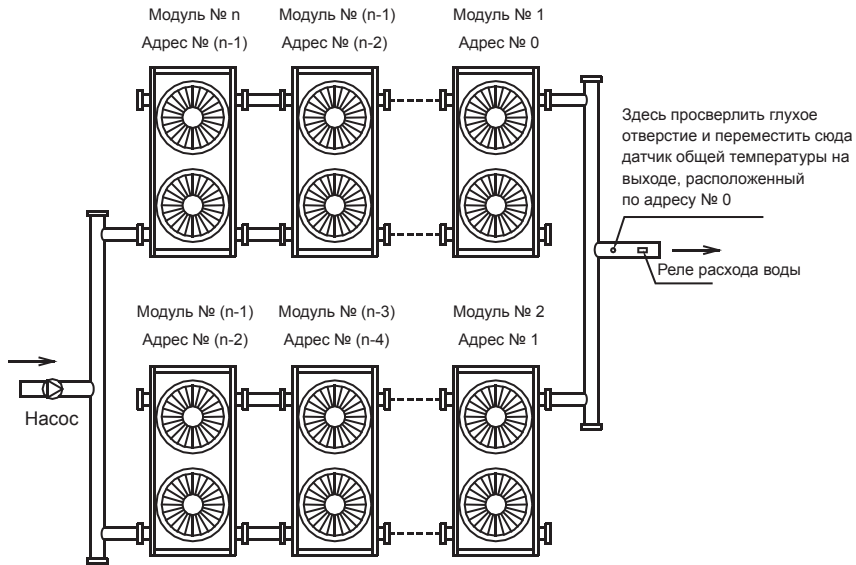 Модуль № n
Модуль № (n-1)
Модуль № 1
Адрес № (n-1)
Адрес № (n-2)
Адрес № 0
Здесь просверлить глухое
отверстие и переместить сюда
датчик общей температуры на
выходе, расположенный
по адресу № 0
Реле расхода воды
Модуль № (n-1)
Модуль № (n-3)
Модуль № 2
Адрес № (n-2)
Адрес № (n-4)
Адрес № 1
Насос